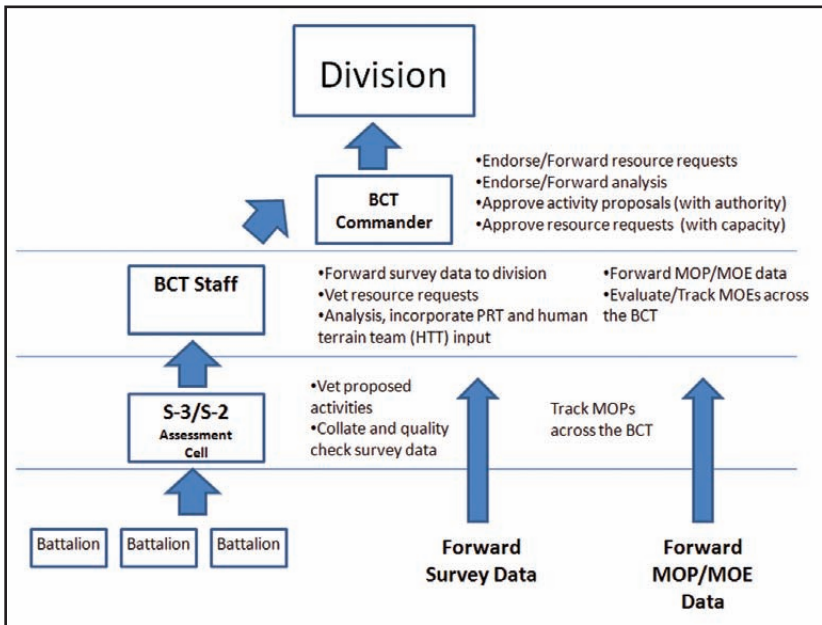 Division
BCT
Commander
•Endorse/Forward resource requests
•Endorse/Forward analysis
•Approve activity proposals (with authority)
•Approve resource requests (with capacity)
BCT Staff
•Forward survey data to division
•Vet resource requests
•Analysis, incorporate PRT and human
terrain team (HTT) input
•Forward MOP/MOE data
•Evaluate/Track MOEs across
the BCT
S-3/S-2
Assessment
Cell
•Vet proposed
activities
•Collate and quality
check survey data
Track MOPs
across the BCT
Battalion
Battalion
Battalion
Forward
Survey Data
Forward
MOP/MOE
Data